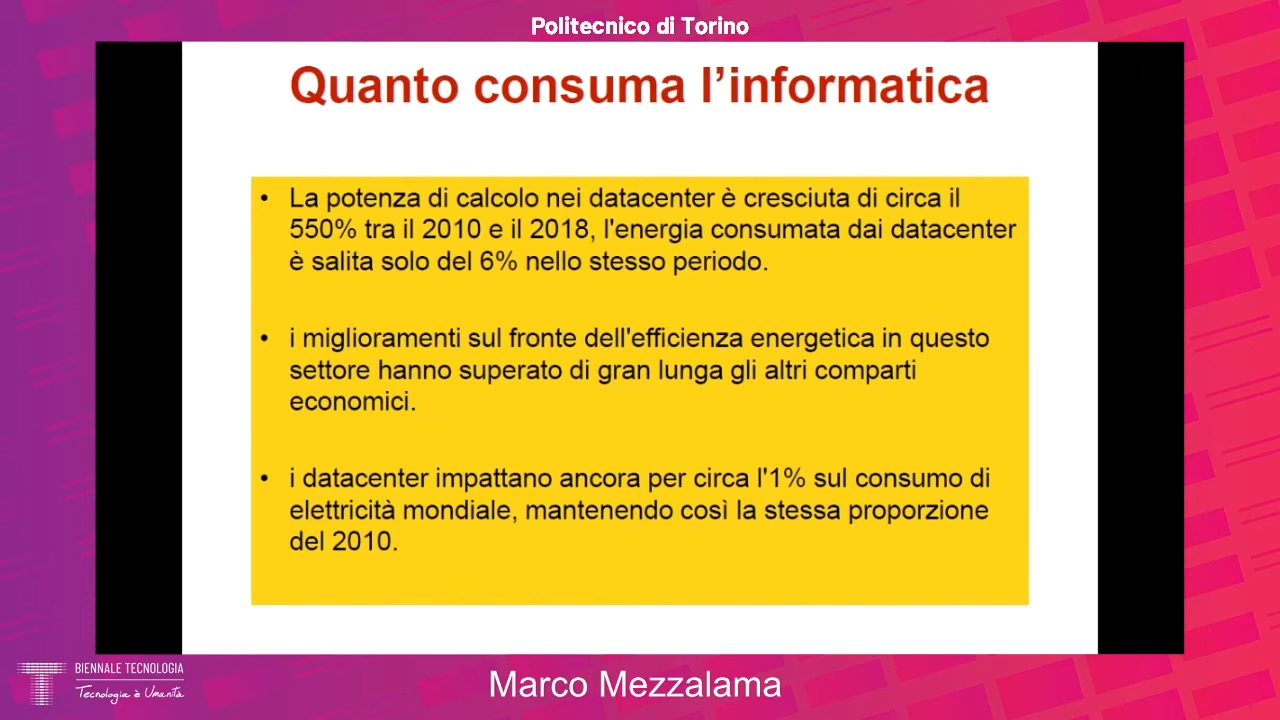 Politecnico di Torino
Quanto consuma l’informatica
• La potenza di calcolo nei datacenter è cresciuta di circa il
550% tra il 2010 e il 2018, l'energia consumata dai datacenter
è salita solo del 6% nello stesso periodo.
• i miglioramenti sul fronte dell'efficienza energetica in questo
settore hanno superato di gran lunga gli altri comparti
economici.
• i datacenter impattano ancora per circa l'1% sul consumo di
elettricità mondiale, mantenendo così la stessa proporzione
del 2010.
BIENNALE TECNOLOGIA
Tecnologia è Umanità
Marco Mezzalama